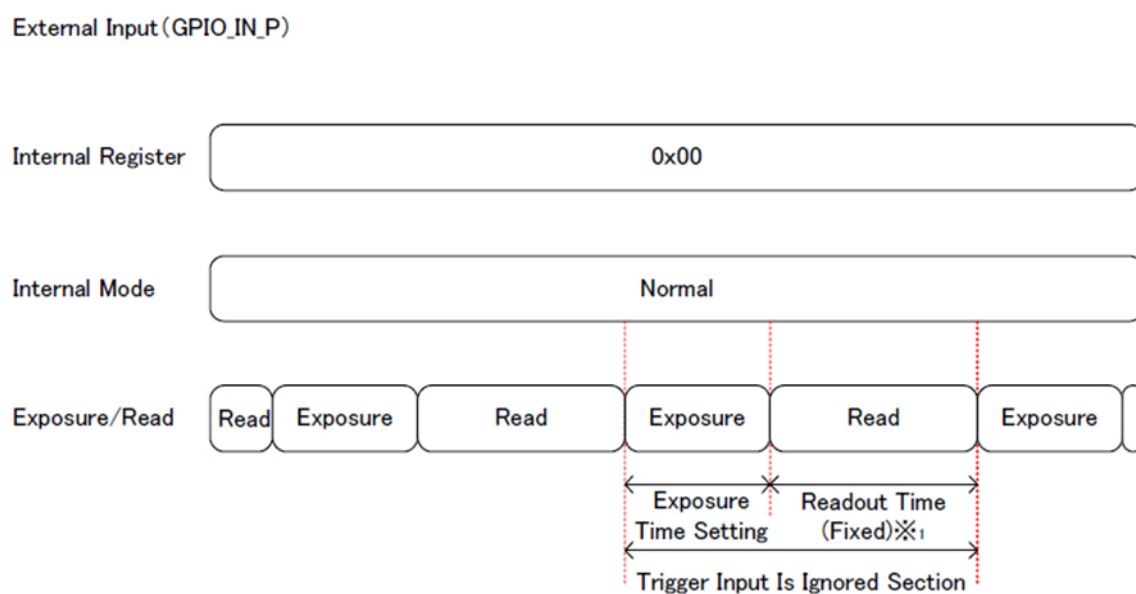 External Input(GPIO_IN_P)
Internal Register 0x00
Internal Mode Normal
Exposure/Read Read Exposure Read Exposure Read Exposure
Exposure Time Setting
Readout Time (Fixed)※1
Trigger Input Is Ignored Section